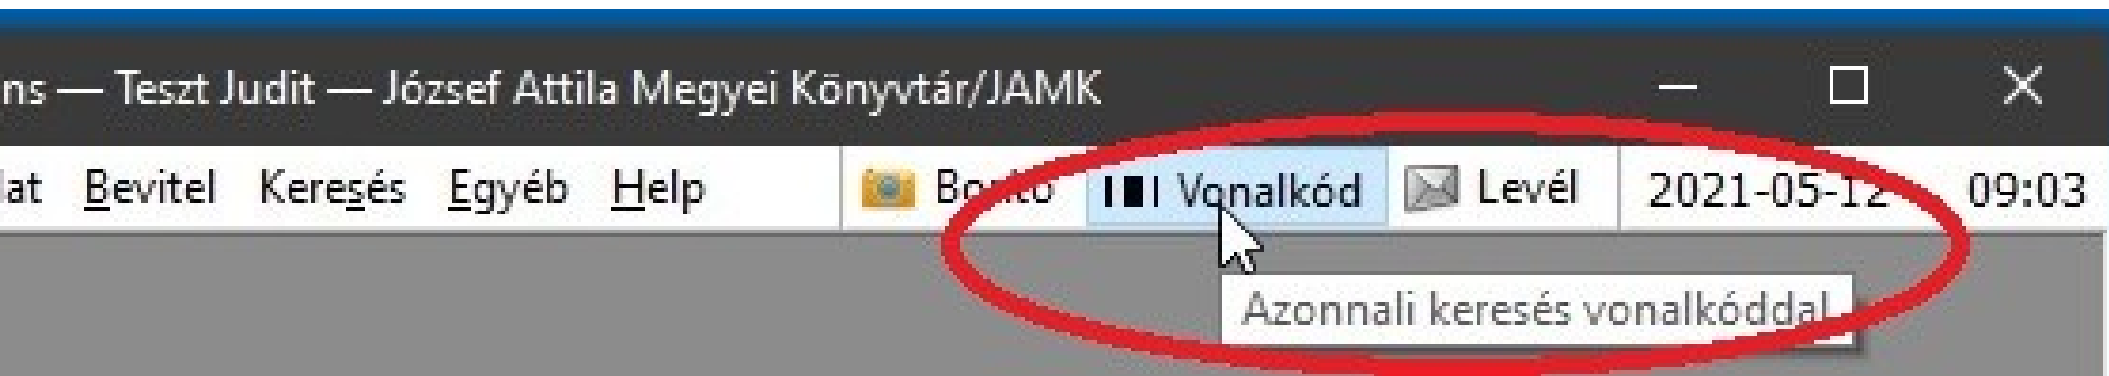 ns — Teszt Judit — József Attila Megyei Könyvtár/JAMK
lat Bevitel Keresés Egyéb Help Borító Vonalkód Levél 2021-05-12 09:03
Azonnali keresés vonalkóddal